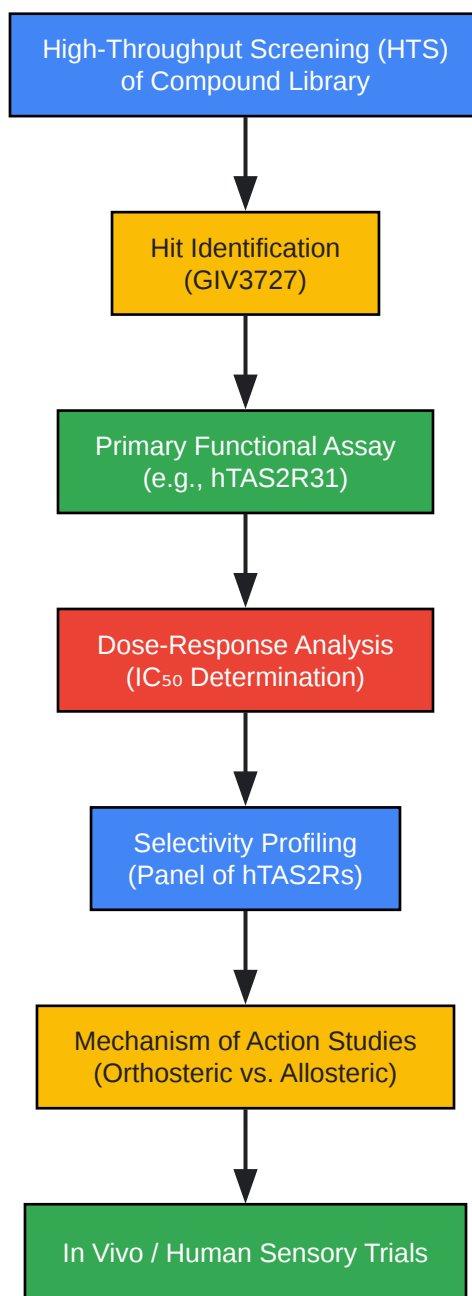 High-Throughput Screening (HTS)
of Compound Library
Hit Identification
(GIV3727)
Primary Functional Assay
(e.g., hTAS2R31)
Dose-Response Analysis
(IC₅₀ Determination)
Selectivity Profiling
(Panel of hTAS2Rs)
Mechanism of Action Studies
(Orthosteric vs. Allosteric)
In Vivo / Human Sensory Trials